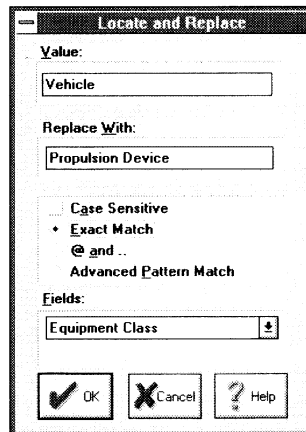 Locate and Replace
Value:
Vehicle
Replace With:
Propulsion Device
Case Sensitive
Exact Match
@ and ..
Advanced Pattern Match
Fields:
Equipment Class
OK
Cancel
? Help